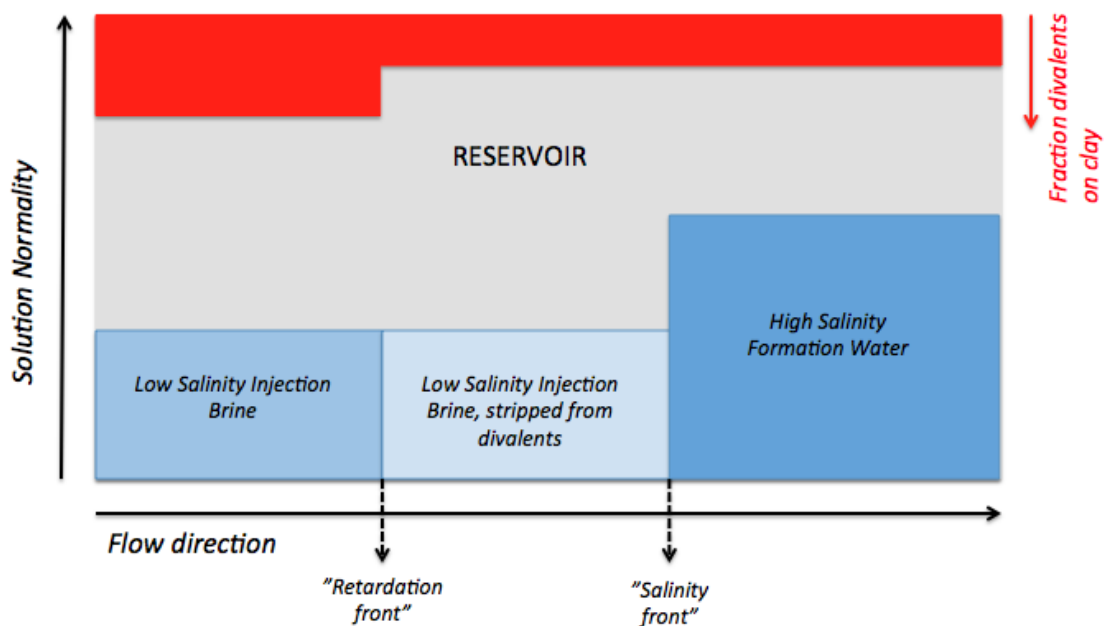 Solution Normality
Fraction divalents
on clay
RESERVOIR
High Salinity
Formation Water
Low Salinity Injection
Brine
Low Salinity Injection
Brine, stripped from
divalents
Flow direction
”Retardation
front”
”Salinity
front”